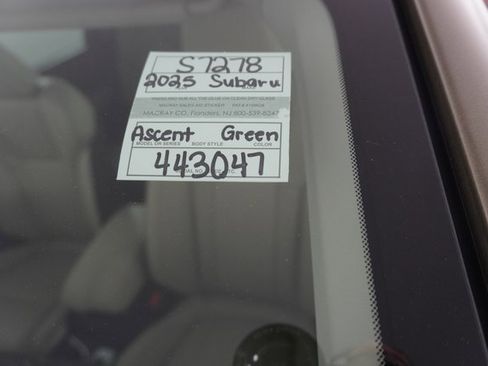 S7278
2025 Subaru
MACRAY CO. Flanders, NJ 800-539-8247
Ascent Green
MODEL OR SERIES BODY STYLE COLOR
443047